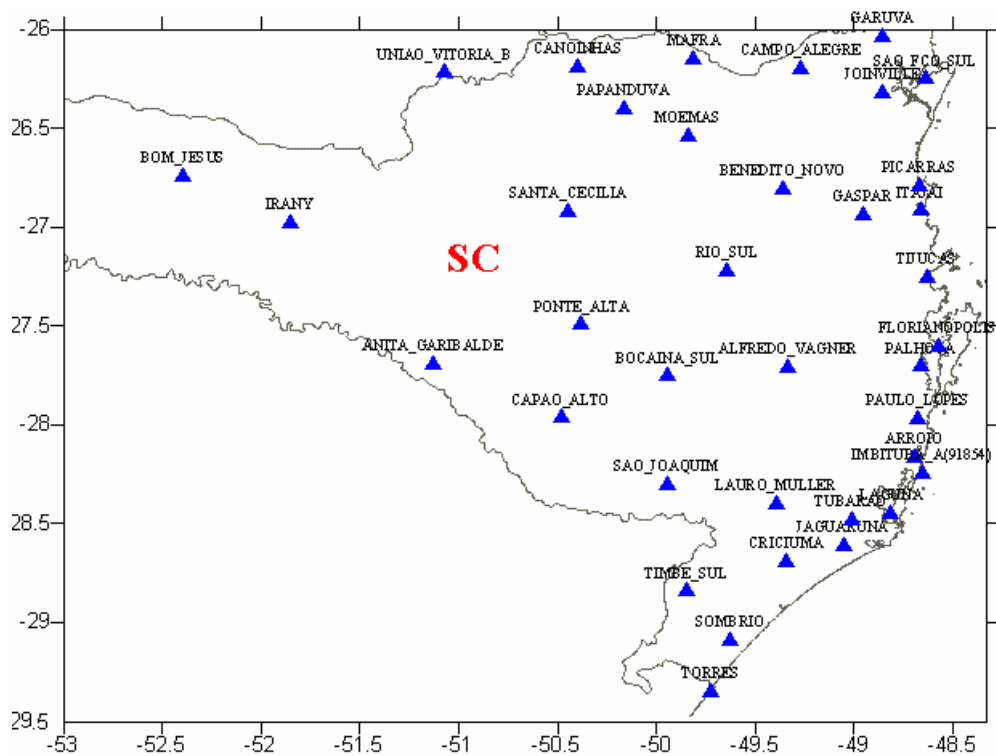 -26
GARUVA
MAFRA
CANOINHAS
UNIAO_VITORIA_B
CAMPO_ALEGRE
SAO_FCO_SUL
JOINVILLE
PAPANDUVA
MOEMAS
26.5
BOM_JESUS
BENEDITO_NOVO
PICARRAS
IRANY
SANTA_CECILIA
GASPAR
ITAJAI
-27
SC
RIO_SUL
TIJUCAS
PONTE_ALTA
27.5
FLORIANOPOLIS
ANITA_GARIBALDE
BOCAINA_SUL
ALFREDO_VAGNER
PALHOCA
CAPAO_ALTO
PAULO_LOPES
-28
ARROIO
IMBITUBA_A(91854)
SAO_JOAQUIM
LAURO_MULLER
LAGUNA
TUBARAO
28.5
JAGUARUNA
CRICIUMA
TIMBE_SUL
-29
SOMBRIO
TORRES
29.5
-53 -52.5 -52 -51.5 -51 -50.5 -50 -49.5 -49 -48.5